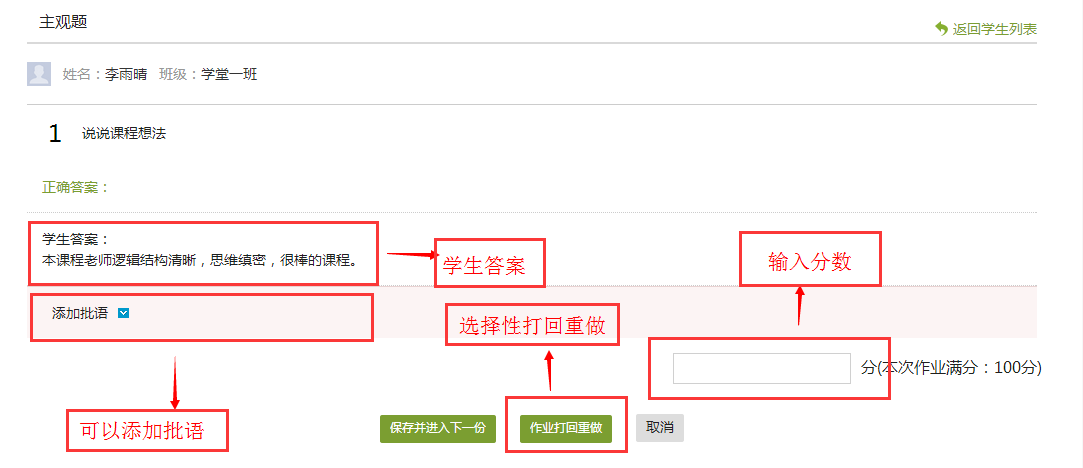 主观题
返回学生列表
姓名：李雨晴 班级：学堂一班
1 说说课程想法
正确答案：
学生答案：
本课程老师逻辑结构清晰，思维缜密，很棒的课程。
学生答案
输入分数
添加批语
选择性打回重做
分(本次作业满分：100分)
可以添加批语
保存并进入下一份
作业打回重做
取消